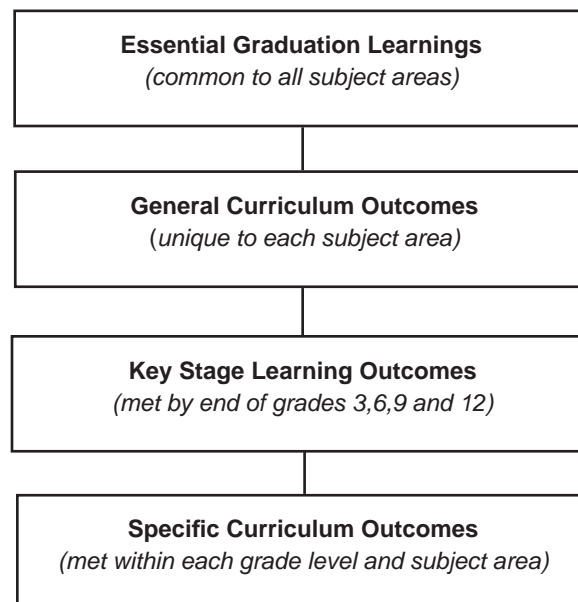 Essential Graduation Learnings
(common to all subject areas)
General Curriculum Outcomes
(unique to each subject area)
Key Stage Learning Outcomes
(met by end of grades 3,6,9 and 12)
Specific Curriculum Outcomes
(met within each grade level and subject area)